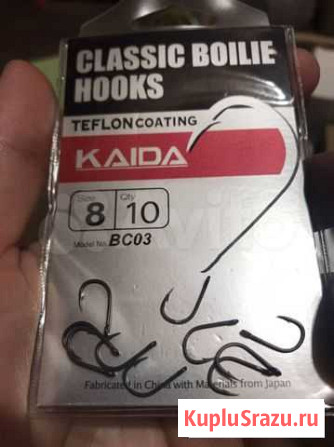 CLASSIC BOILIE
HOOKS
TEFLON COATING
KAIDA
Size Qty
8 10
Model No. BC03
Avito
Fabricated in China with Materials from Japan
KupluSrazu.ru